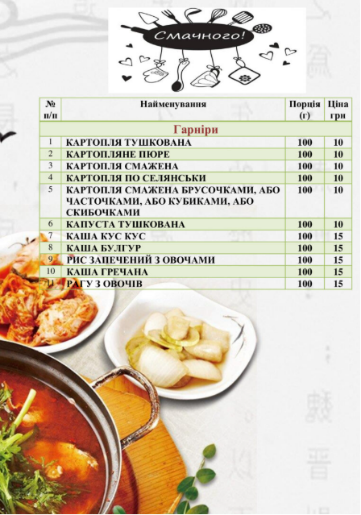 Смачного!
№ Найменування Порція Ціна
п/п (г) грн
Гарніри
1 КАРТОПЛЯ ТУШКОВАНА 100 10
2 КАРТОПЛЯНЕ ПЮРЕ 100 10
3 КАРТОПЛЯ СМАЖЕНА 100 10
4 КАРТОПЛЯ ПО СЕЛЯНСЬКИ 100 10
5 КАРТОПЛЯ СМАЖЕНА БРУСОЧКАМИ, АБО 100 10
ЧАСТОЧКАМИ, АБО КУБИКАМИ, АБО
СКИБОЧКАМИ
6 КАПУСТА ТУШКОВАНА 100 10
7 КАША КУС КУС 100 15
8 КАША БУЛГУР 100 15
9 РИС ЗАПЕЧЕНИЙ З ОВОЧАМИ 100 15
10 КАША ГРЕЧАНА 100 15
11 РАГУ З ОВОЧІВ 100 15
魏
晋